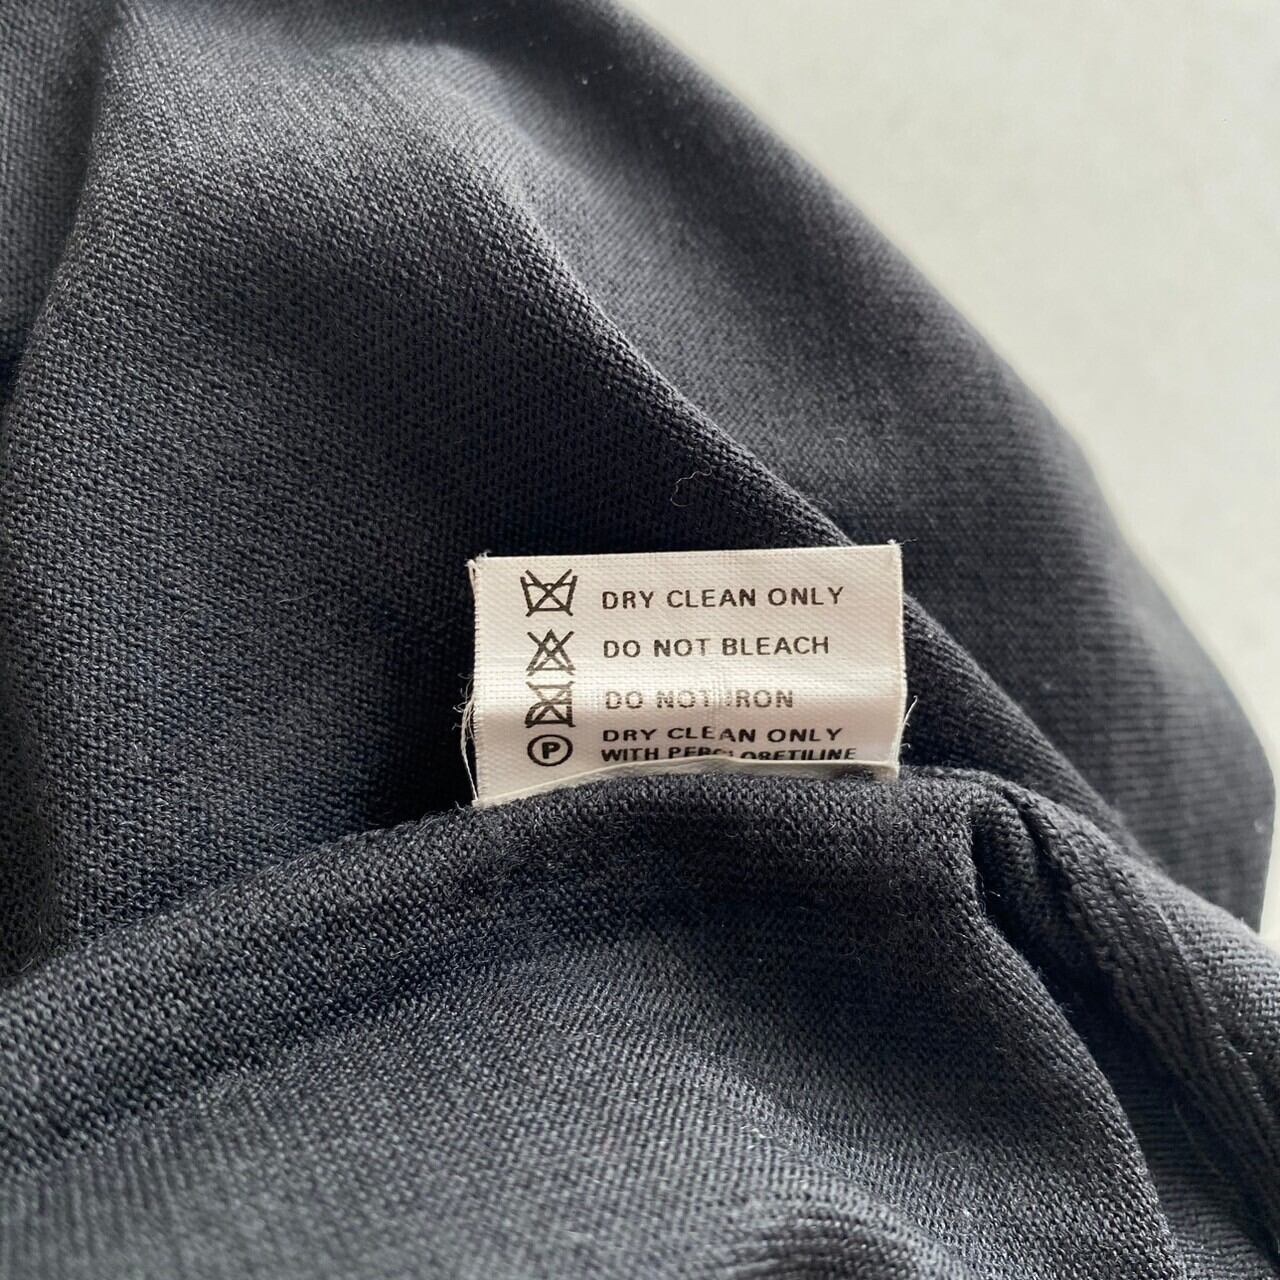 DRY CLEAN ONLY
DO NOT BLEACH
DO NOT IRON
P DRY CLEAN ONLY
WITH PERCLORETILINE